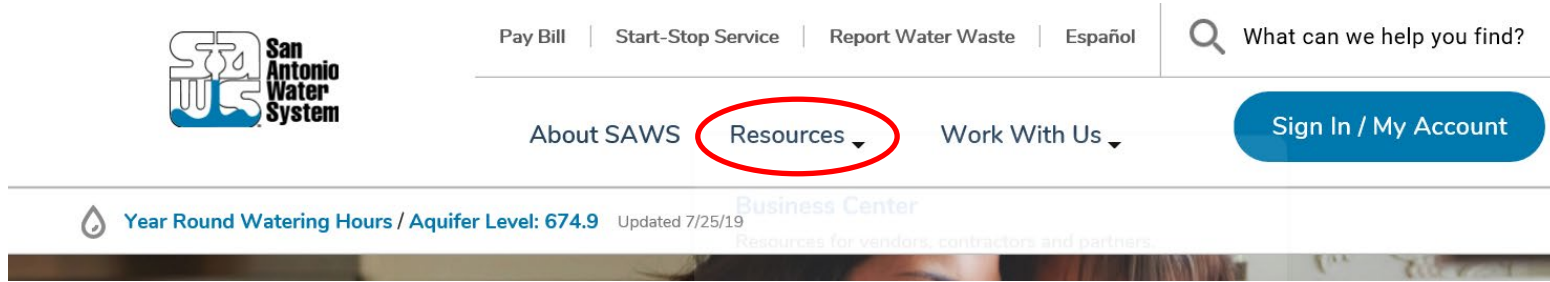 San
Antonio
Water
System
Pay Bill | Start-Stop Service | Report Water Waste | Español
What can we help you find?
About SAWS Resources Work With Us
Sign In / My Account
Year Round Watering Hours / Aquifer Level: 674.9 Updated 7/25/19
Business Center
Resources for vendors, contractors and partners.